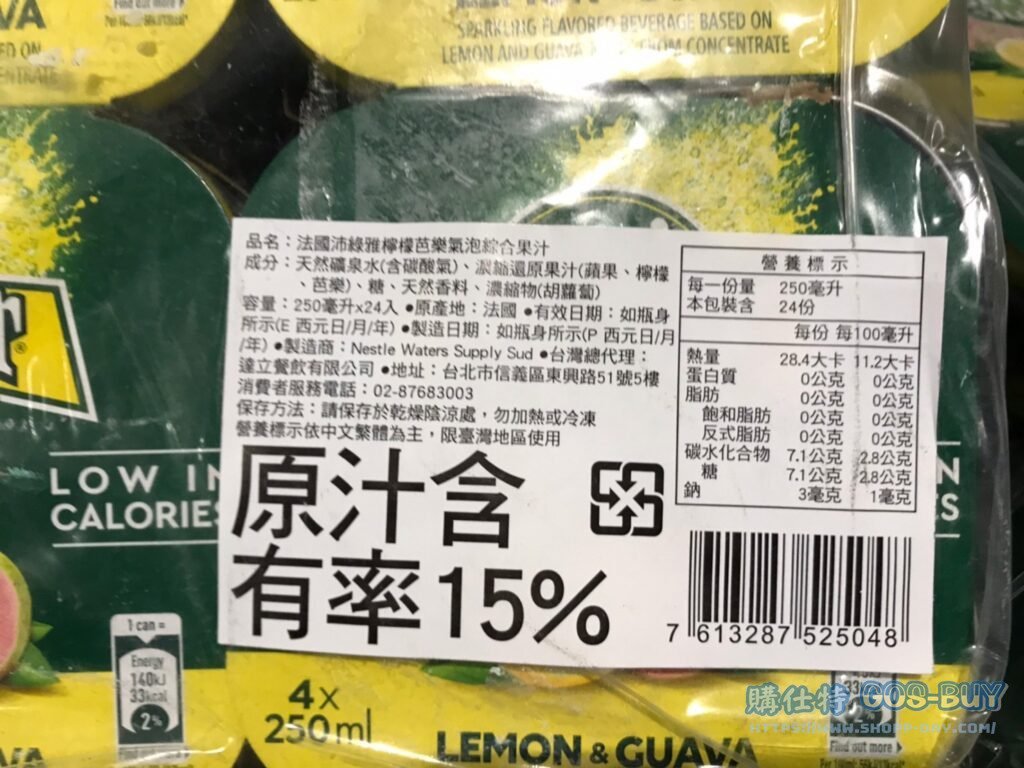 VA
Find out more
SPARKLING FLAVORED BEVERAGE BASED ON
LEMON AND GUAVA FROM CONCENTRATE
品名：法國沛綠雅檸檬芭樂氣泡綜合果汁
成分：天然礦泉水(含碳酸氣)、濃縮還原果汁(蘋果、檸檬
、芭樂)、糖、天然香料、濃縮物(胡蘿蔔)
容量：250毫升x24入 ●原產地：法國 ●有效日期：如瓶身
所示(E 西元日/月/年) ●製造日期：如瓶身所示(P 西元日/月
/年) ●製造商：Nestle Waters Supply Sud ●台灣總代理：
達立餐飲有限公司 ●地址：台北市信義區東興路51號5樓
消費者服務電話：02-87683003
保存方法：請保存於乾燥陰涼處，勿加熱或冷凍
營養標示依中文繁體為主，限臺灣地區使用
原汁含
有率15%
營養標示
每一份量 250毫升
本包裝含 24份
每份 每100毫升
熱量 28.4大卡 11.2大卡
蛋白質 0公克 0公克
脂肪 0公克 0公克
飽和脂肪 0公克 0公克
反式脂肪 0公克 0公克
碳水化合物 7.1公克 2.8公克
糖 7.1公克 2.8公克
鈉 3毫克 1毫克
7 613287 525048
r®
LOW IN
CALORIES
N
ES
1 can =
Energy
140kJ
33kcal
2%
4x
250ml
LEMON & GUAVA
UAVA
Find out more
購仕特 GOS-BUY
HTTPS://WWW.SHOPP-BUY.COM/